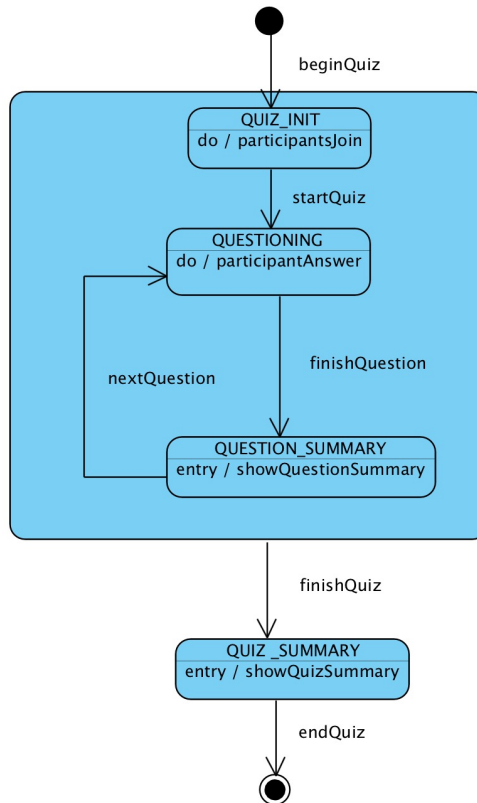 beginQuiz
QUIZ_INIT
do / participantsJoin
startQuiz
QUESTIONING
do / participantAnswer
finishQuestion
nextQuestion
QUESTION_SUMMARY
entry / showQuestionSummary
finishQuiz
QUIZ _SUMMARY
entry / showQuizSummary
endQuiz